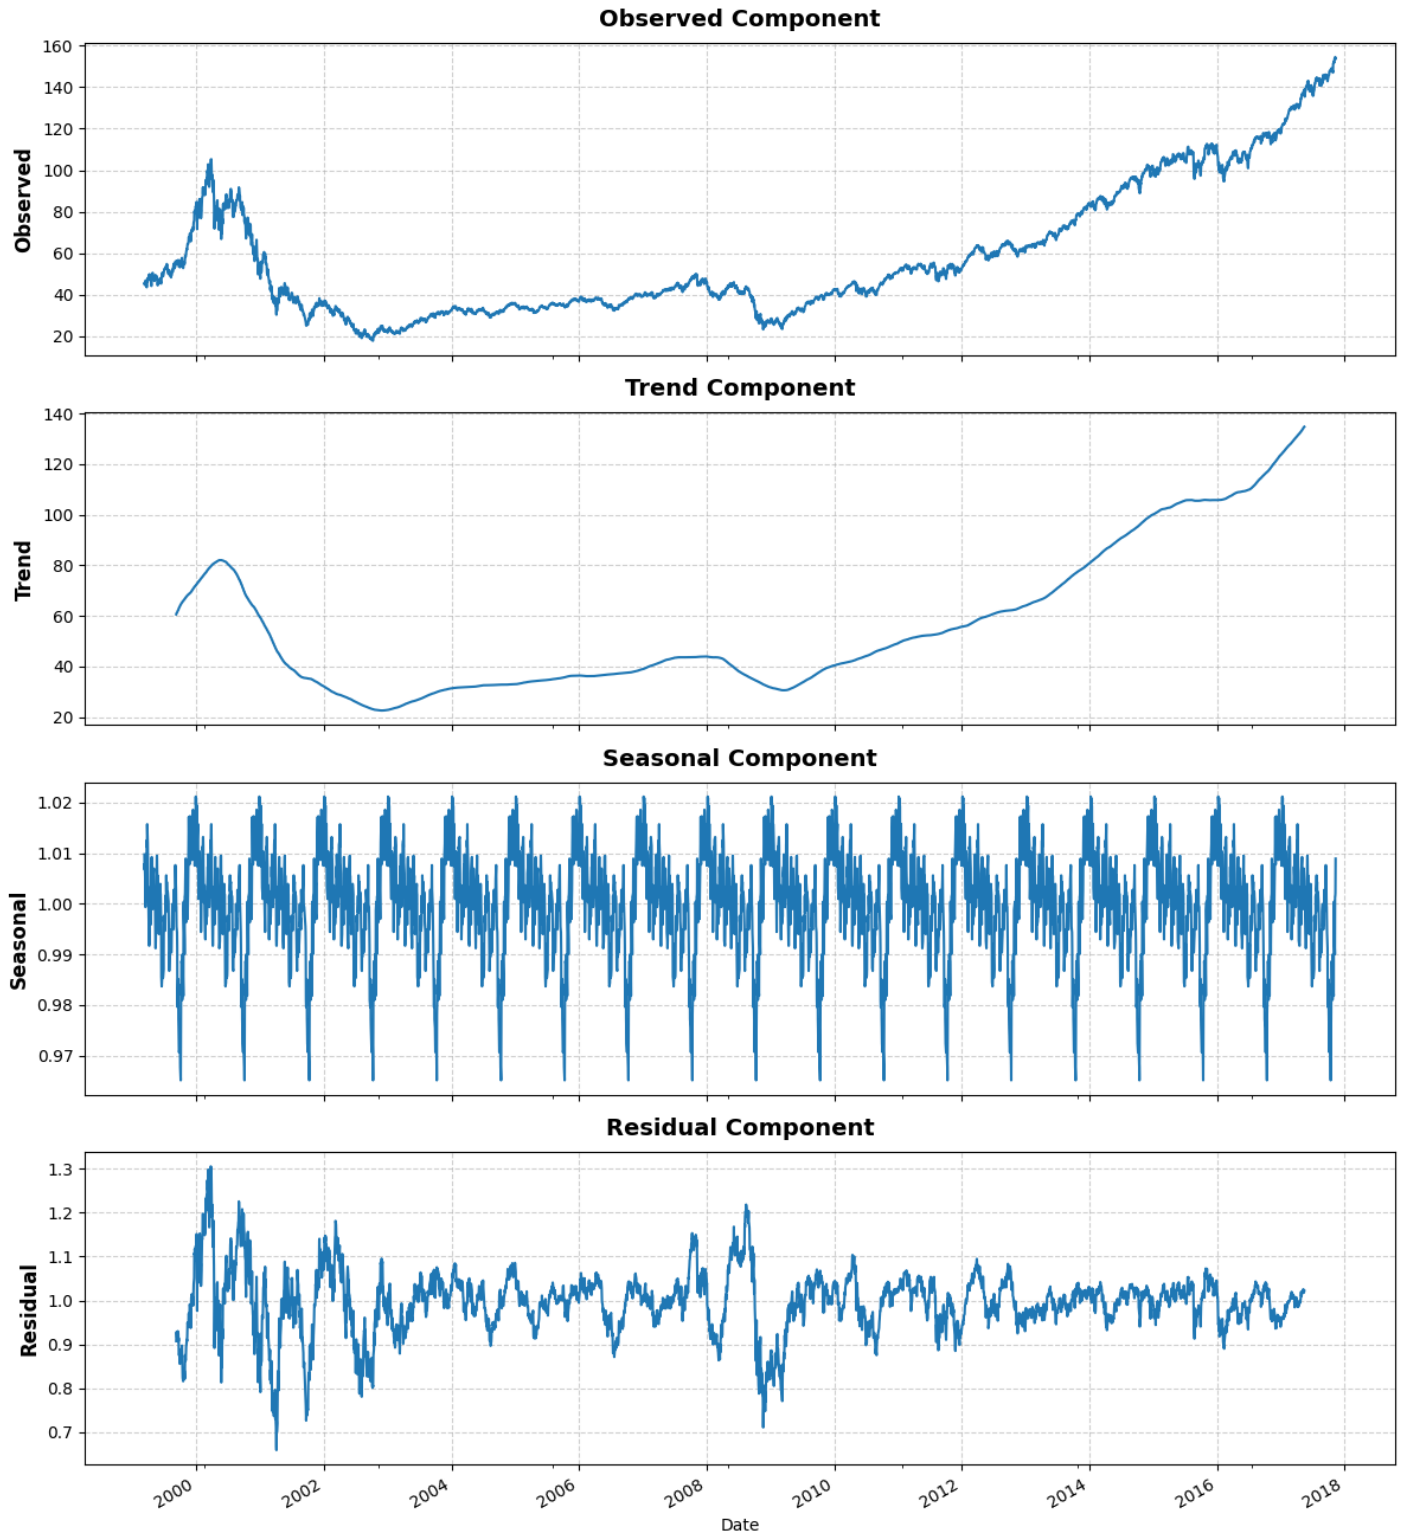 Observed Component
160
140
120
100
80
60
40
20
Observed
Trend Component
140
120
100
80
60
40
20
Trend
Seasonal Component
1.02
1.01
1.00
0.99
0.98
0.97
Seasonal
Residual Component
1.3
1.2
1.1
1.0
0.9
0.8
0.7
Residual
2000 2002 2004 2006 2008 2010 2012 2014 2016 2018
Date